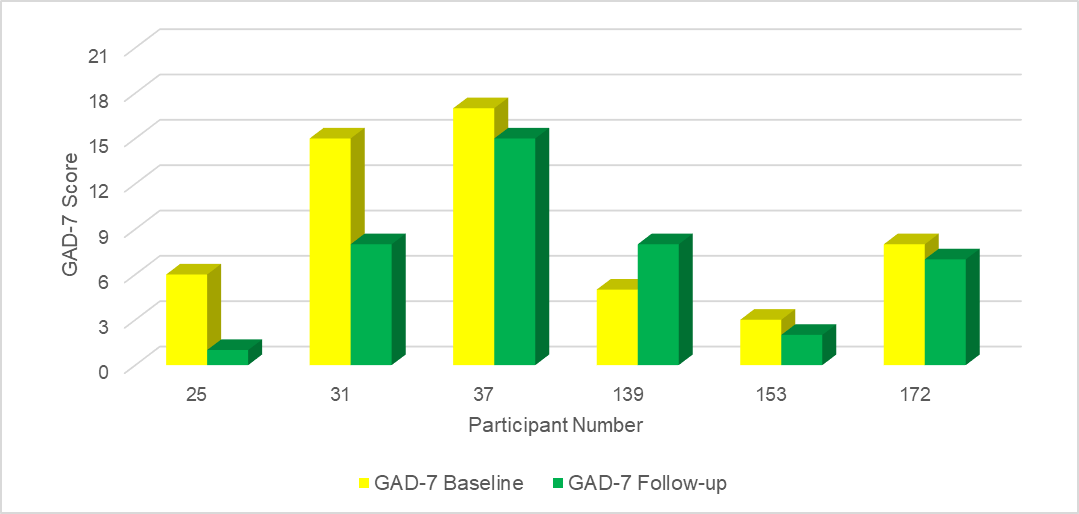 21
18
15
12
9
6
3
0
GAD-7 Score
25 31 37 139 153 172
Participant Number
GAD-7 Baseline GAD-7 Follow-up